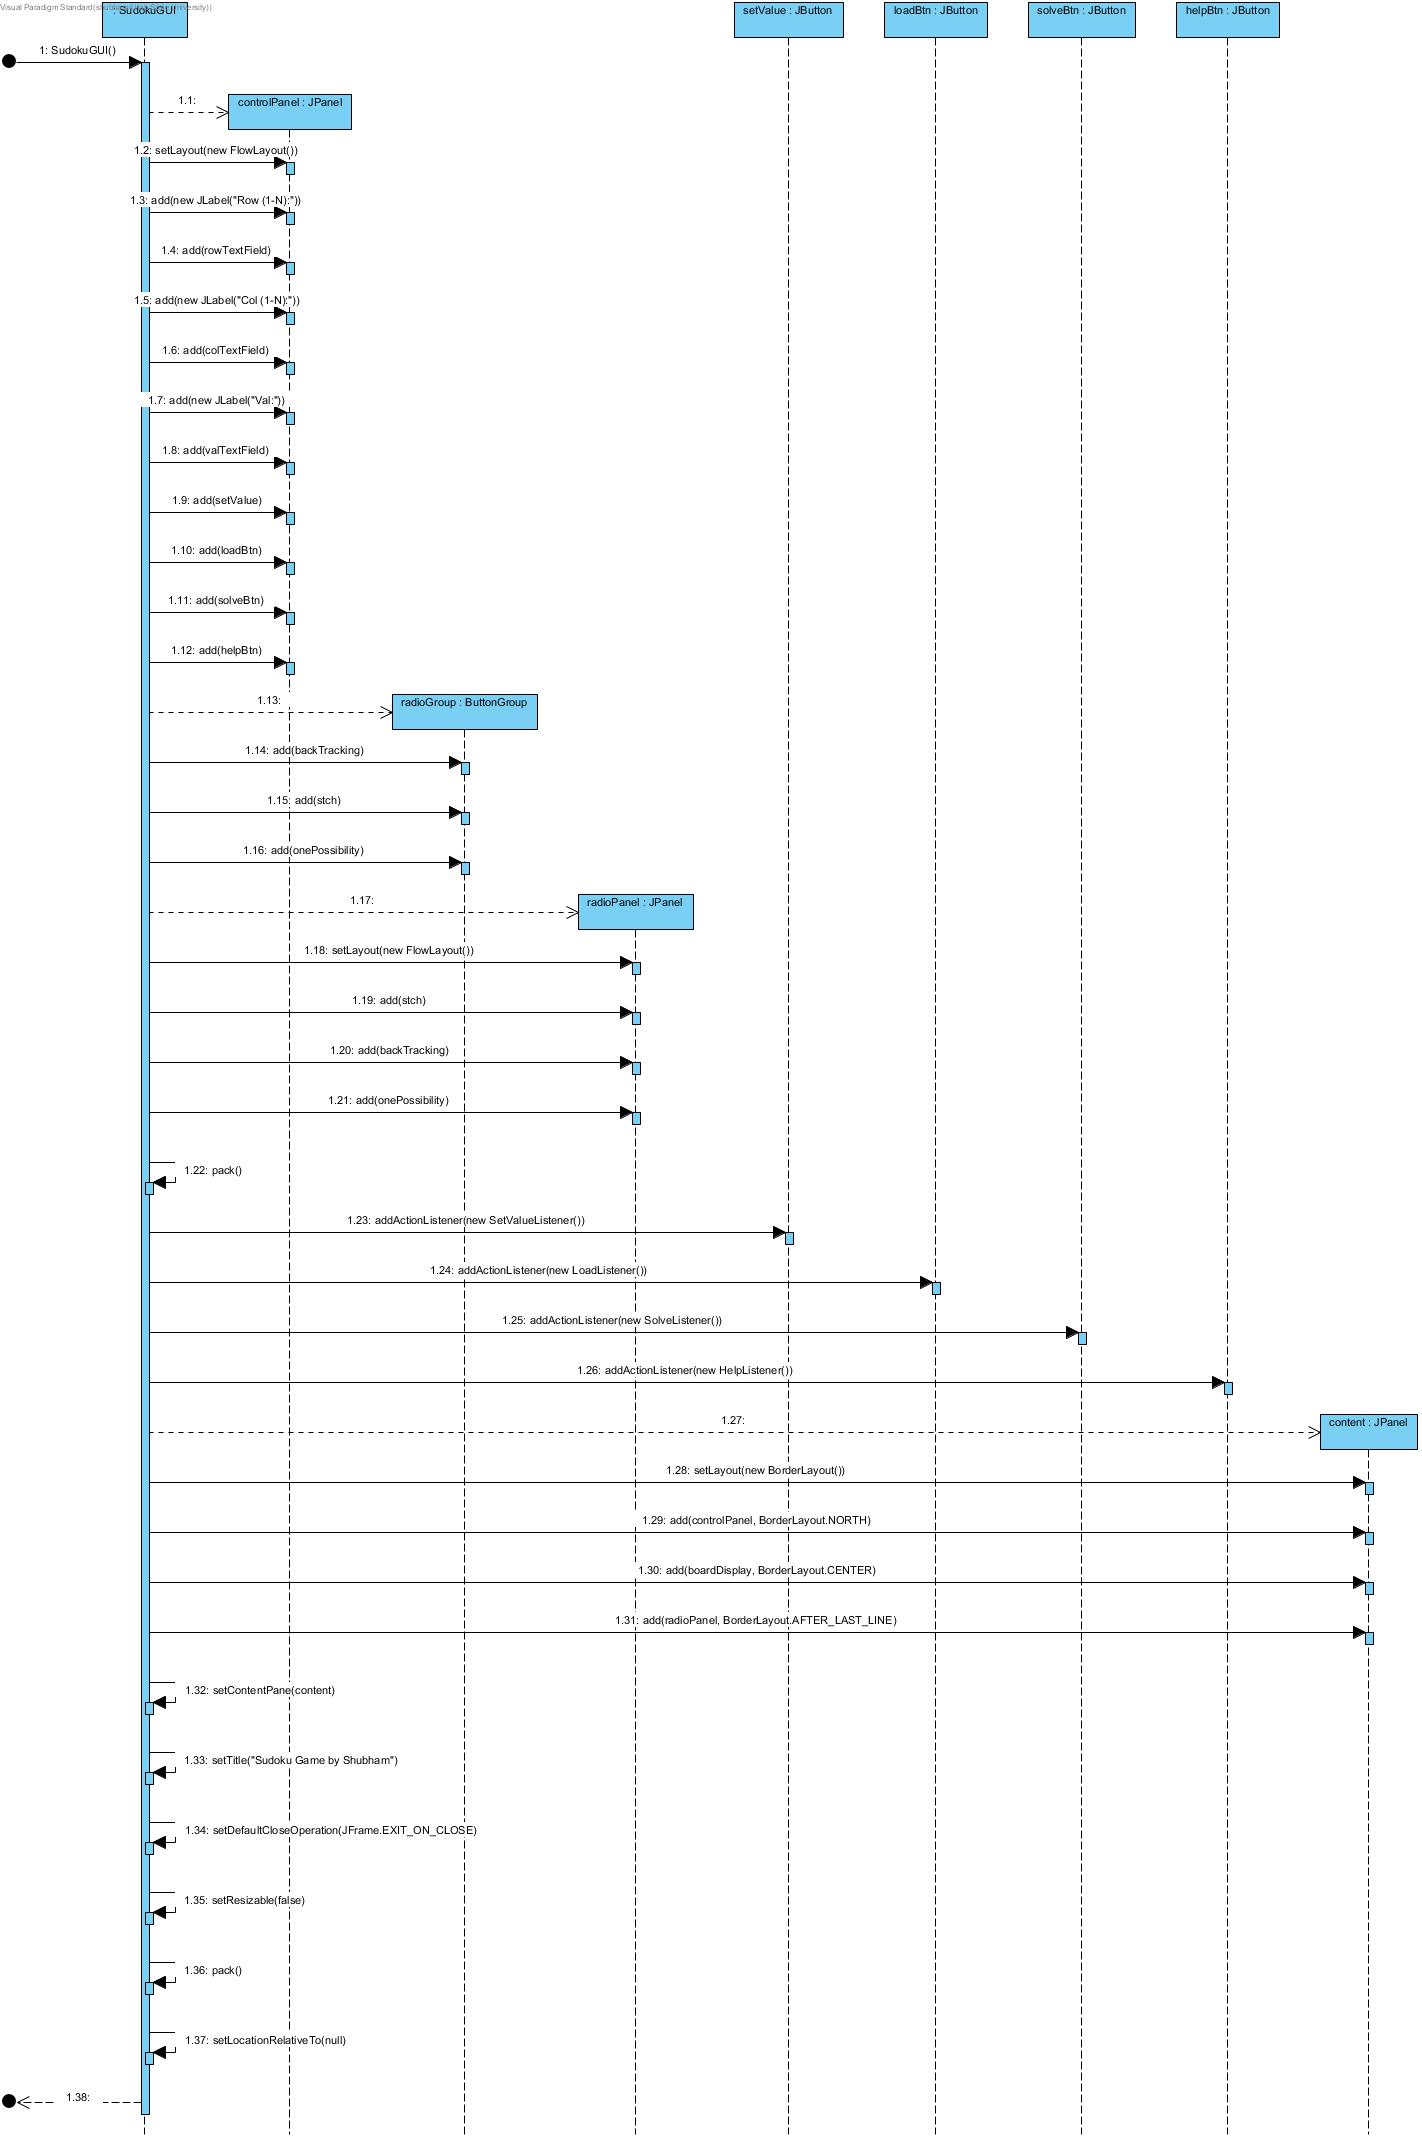 Visual Paradigm Standard(shubham(
: SudokuGUI
setValue : JButton
loadBtn : JButton
solveBtn : JButton
helpBtn : JButton
1: SudokuGUI()
1.1:
controlPanel : JPanel
1.2: setLayout(new FlowLayout())
1.3: add(new JLabel("Row (1-N):"))
1.4: add(rowTextField)
1.5: add(new JLabel("Col (1-N):"))
1.6: add(colTextField)
1.7: add(new JLabel("Val:"))
1.8: add(valTextField)
1.9: add(setValue)
1.10: add(loadBtn)
1.11: add(solveBtn)
1.12: add(helpBtn)
1.13:
radioGroup : ButtonGroup
1.14: add(backTracking)
1.15: add(stch)
1.16: add(onePossibility)
1.17:
radioPanel : JPanel
1.18: setLayout(new FlowLayout())
1.19: add(stch)
1.20: add(backTracking)
1.21: add(onePossibility)
1.22: pack()
1.23: addActionListener(new SetValueListener())
1.24: addActionListener(new LoadListener())
1.25: addActionListener(new SolveListener())
1.26: addActionListener(new HelpListener())
1.27:
content : JPanel
1.28: setLayout(new BorderLayout())
1.29: add(controlPanel, BorderLayout.NORTH)
1.30: add(boardDisplay, BorderLayout.CENTER)
1.31: add(radioPanel, BorderLayout.AFTER_LAST_LINE)
1.32: setContentPane(content)
1.33: setTitle("Sudoku Game by Shubham")
1.34: setDefaultCloseOperation(JFrame.EXIT_ON_CLOSE)
1.35: setResizable(false)
1.36: pack()
1.37: setLocationRelativeTo(null)
1.38: